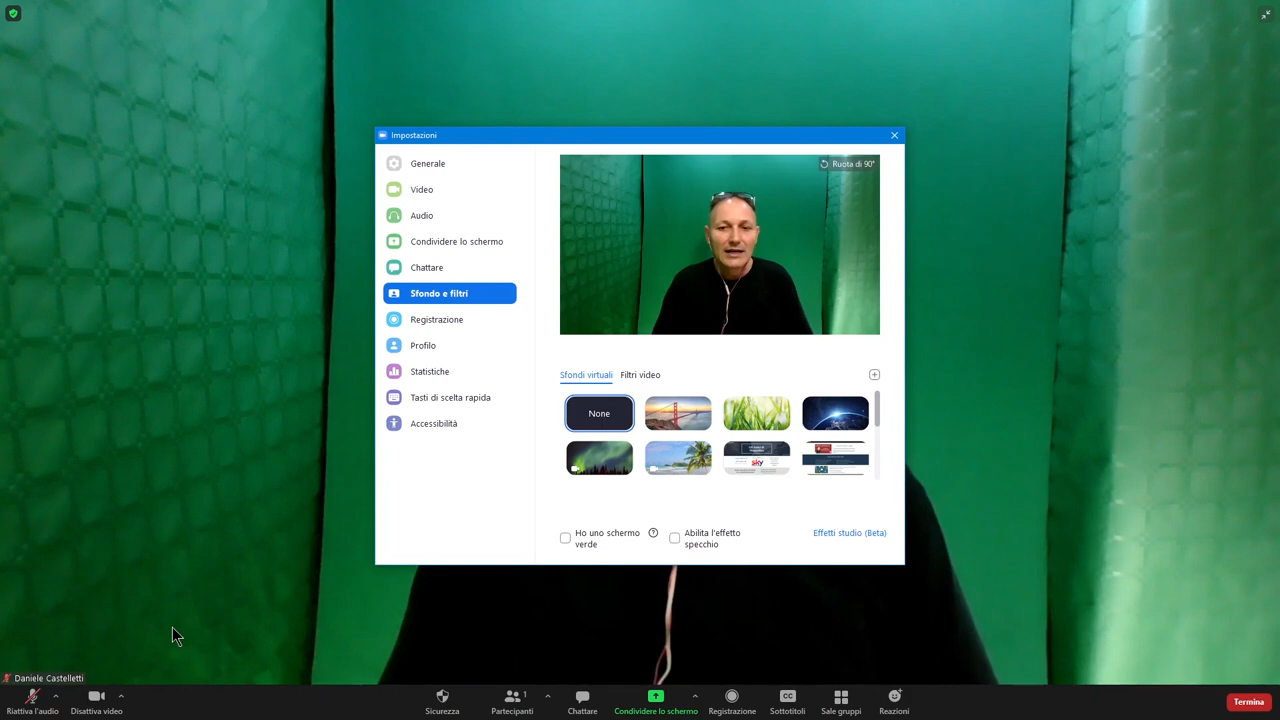 Impostazioni
Generale
Video
Audio
Condividere lo schermo
Chattare
Sfondo e filtri
Registrazione
Profilo
Statistiche
Tasti di scelta rapida
Accessibilità
Ruota di 90°
Sfondi virtuali
Filtri video
None
sky
Ho uno schermo
verde
Abilita l'effetto
specchio
Effetti studio (Beta)
Daniele Castelletti
Riattiva l'audio
Disattiva video
Sicurezza
1
Partecipanti
Chattare
Condividere lo schermo
Registrazione
CC
Sottotitoli
Sale gruppi
Reazioni
Termina